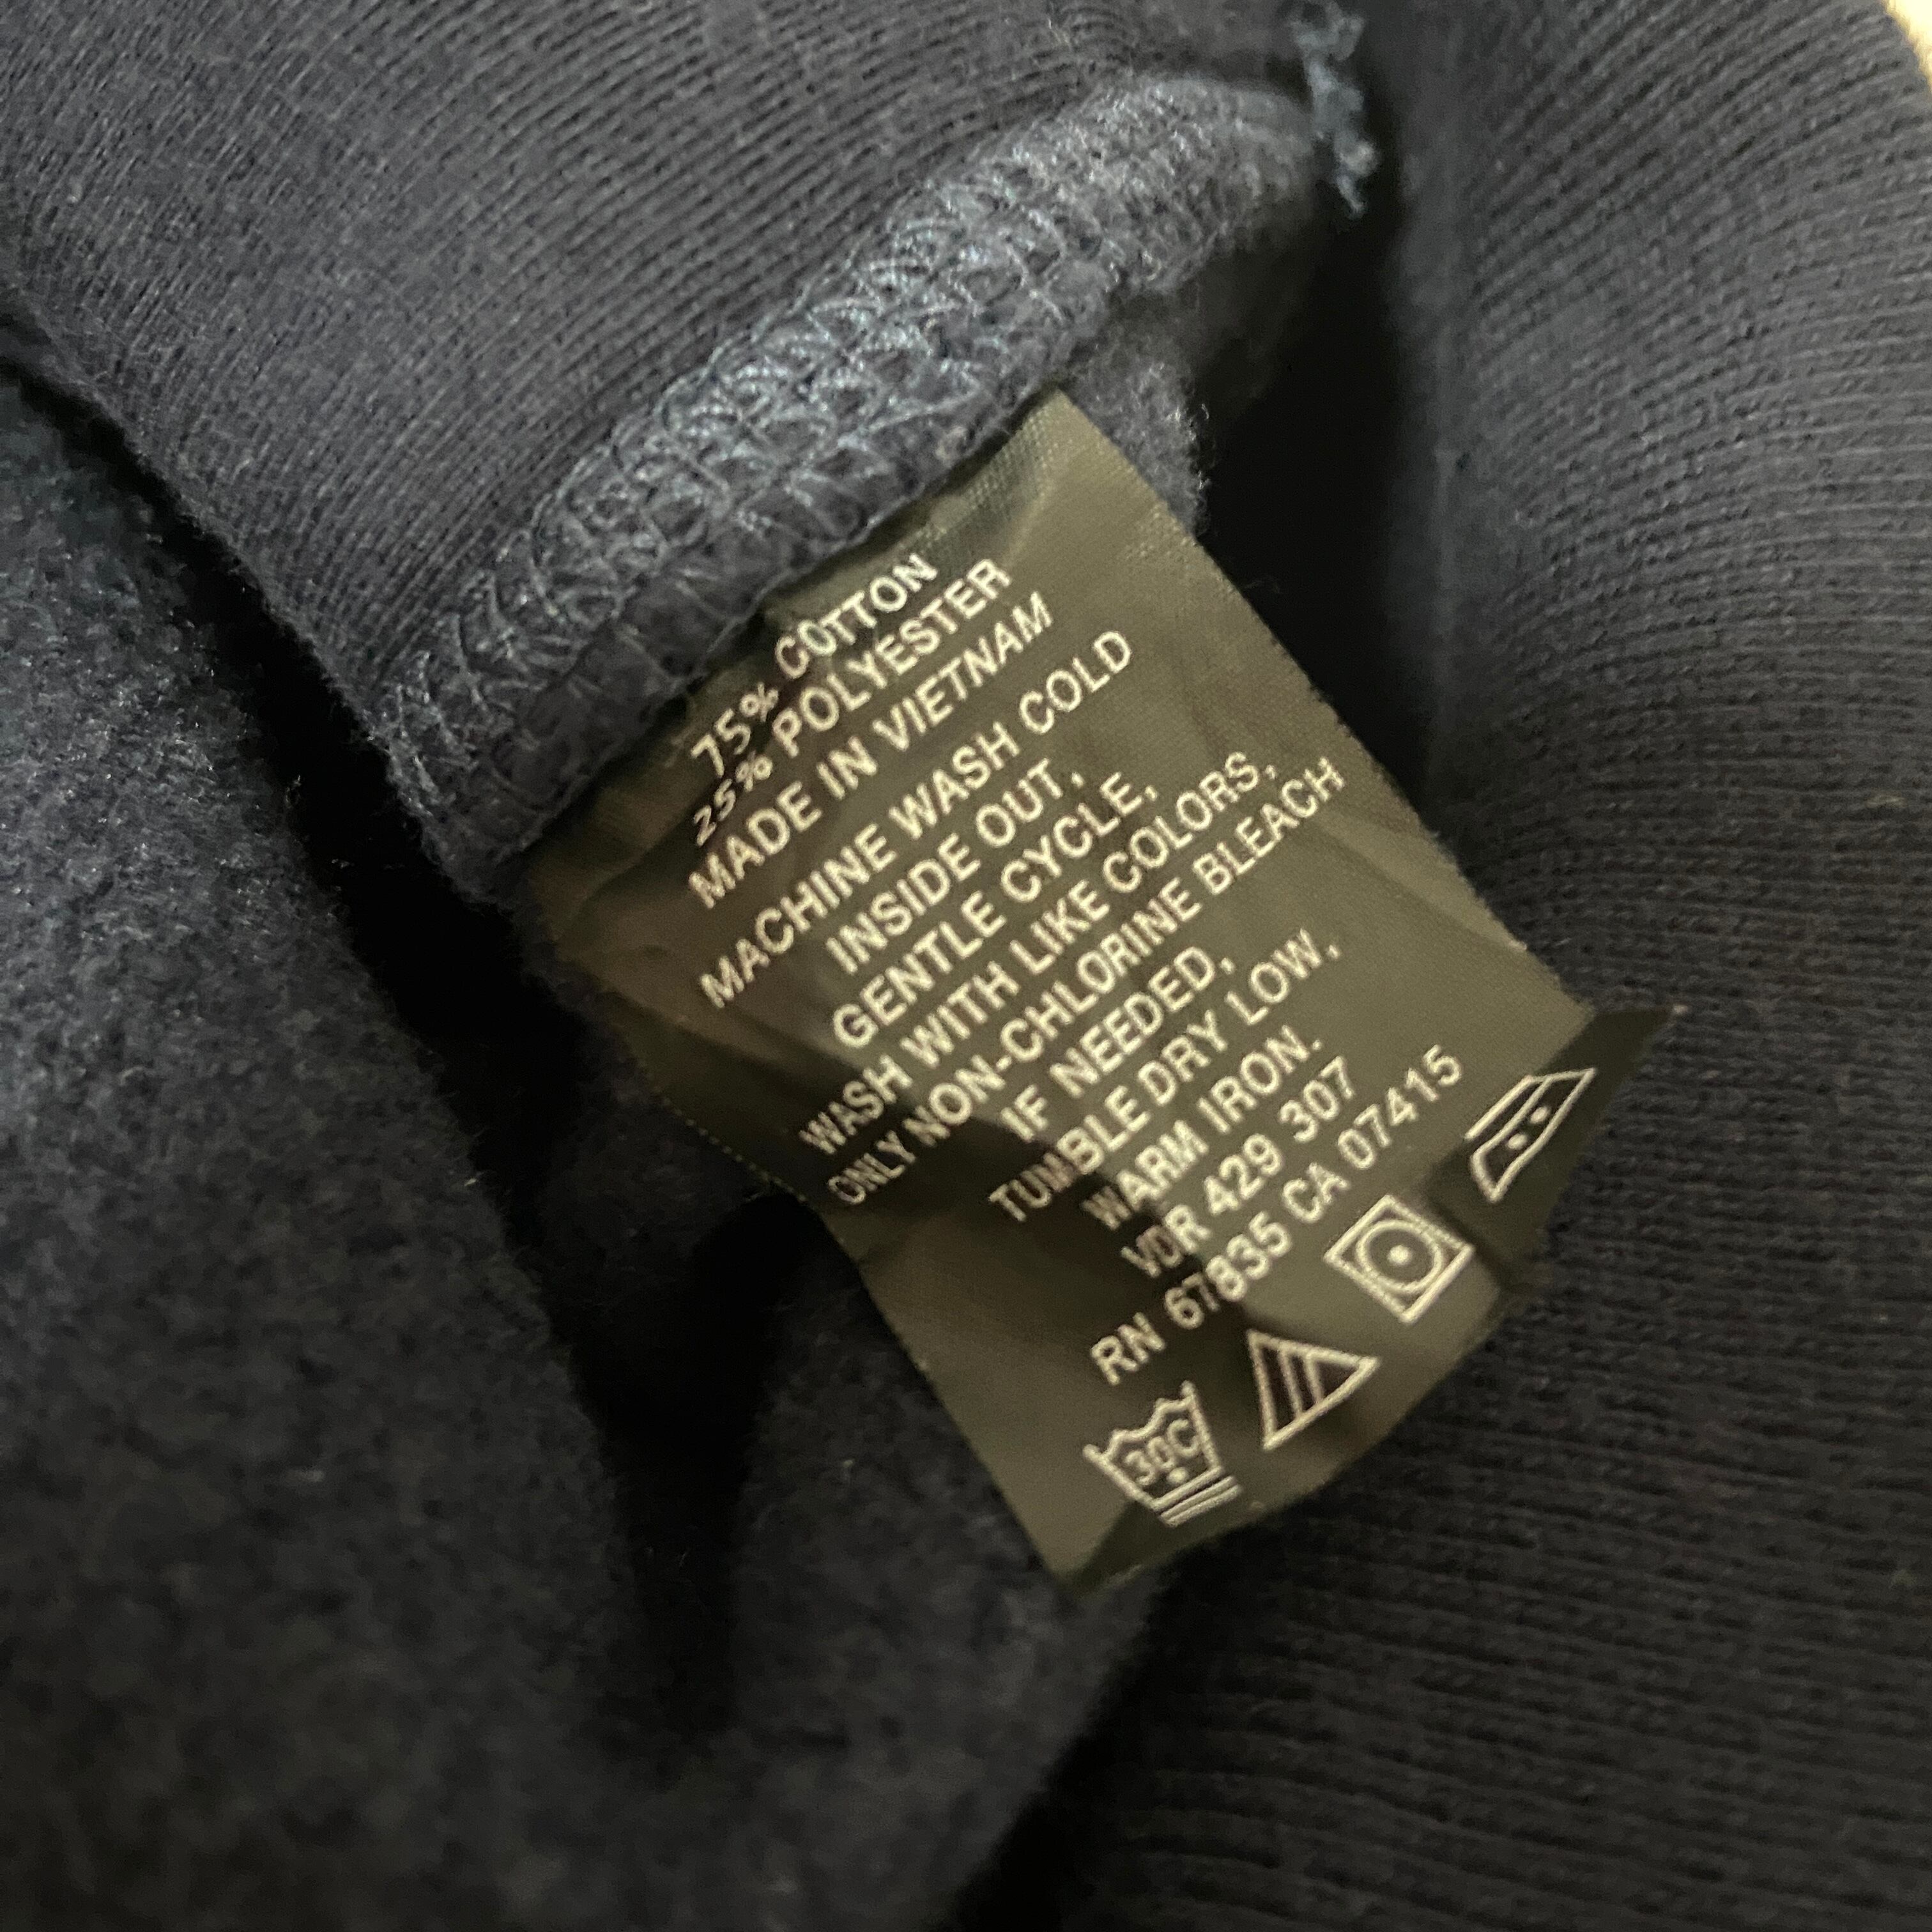 75% COTTON
25% POLYESTER
MADE IN VIETNAM
MACHINE WASH COLD
INSIDE OUT,
GENTLE CYCLE,
WASH WITH LIKE COLORS,
ONLY NON-CHLORINE BLEACH
IF NEEDED,
TUMBLE DRY LOW,
WARM IRON.
VDR 429 307
RN 67835 CA 07415
30C